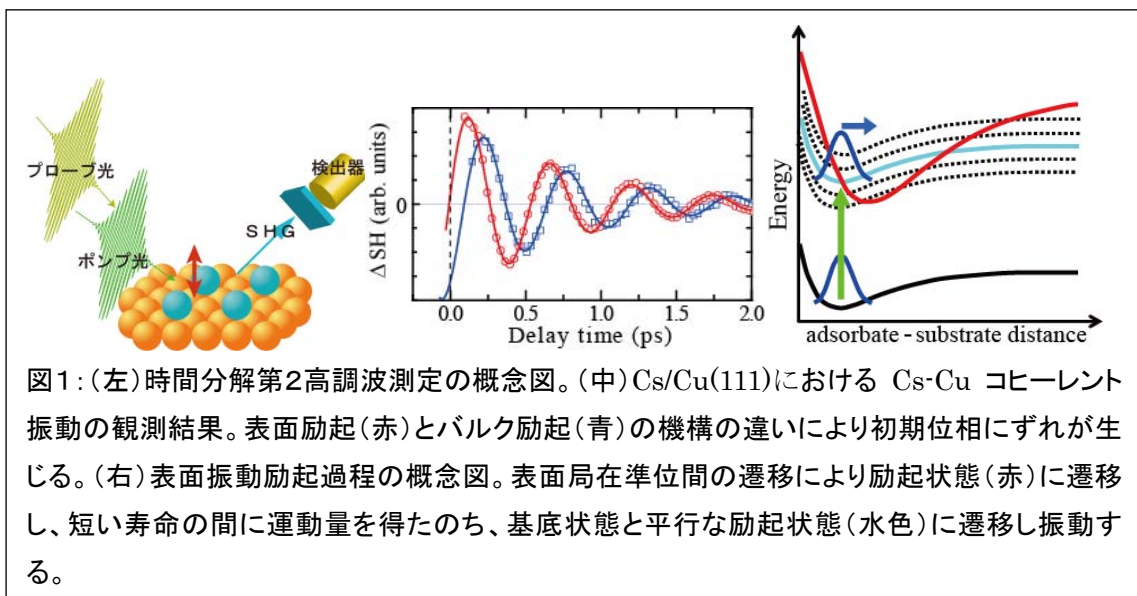 プローブ光
ポンプ光
SHG
検出器
ΔSH (arb. units)
0
0.0 0.5 1.0 1.5 2.0
Delay time (ps)
Energy
adsorbate - substrate distance
図1:(左)時間分解第2高調波測定の概念図。(中)Cs/Cu(111)における Cs-Cu コヒーレント
振動の観測結果。表面励起(赤)とバルク励起(青)の機構の違いにより初期位相にずれが生
じる。(右)表面振動励起過程の概念図。表面局在準位間の遷移により励起状態(赤)に遷移
し、短い寿命の間に運動量を得たのち、基底状態と平行な励起状態(水色)に遷移し振動す
る。